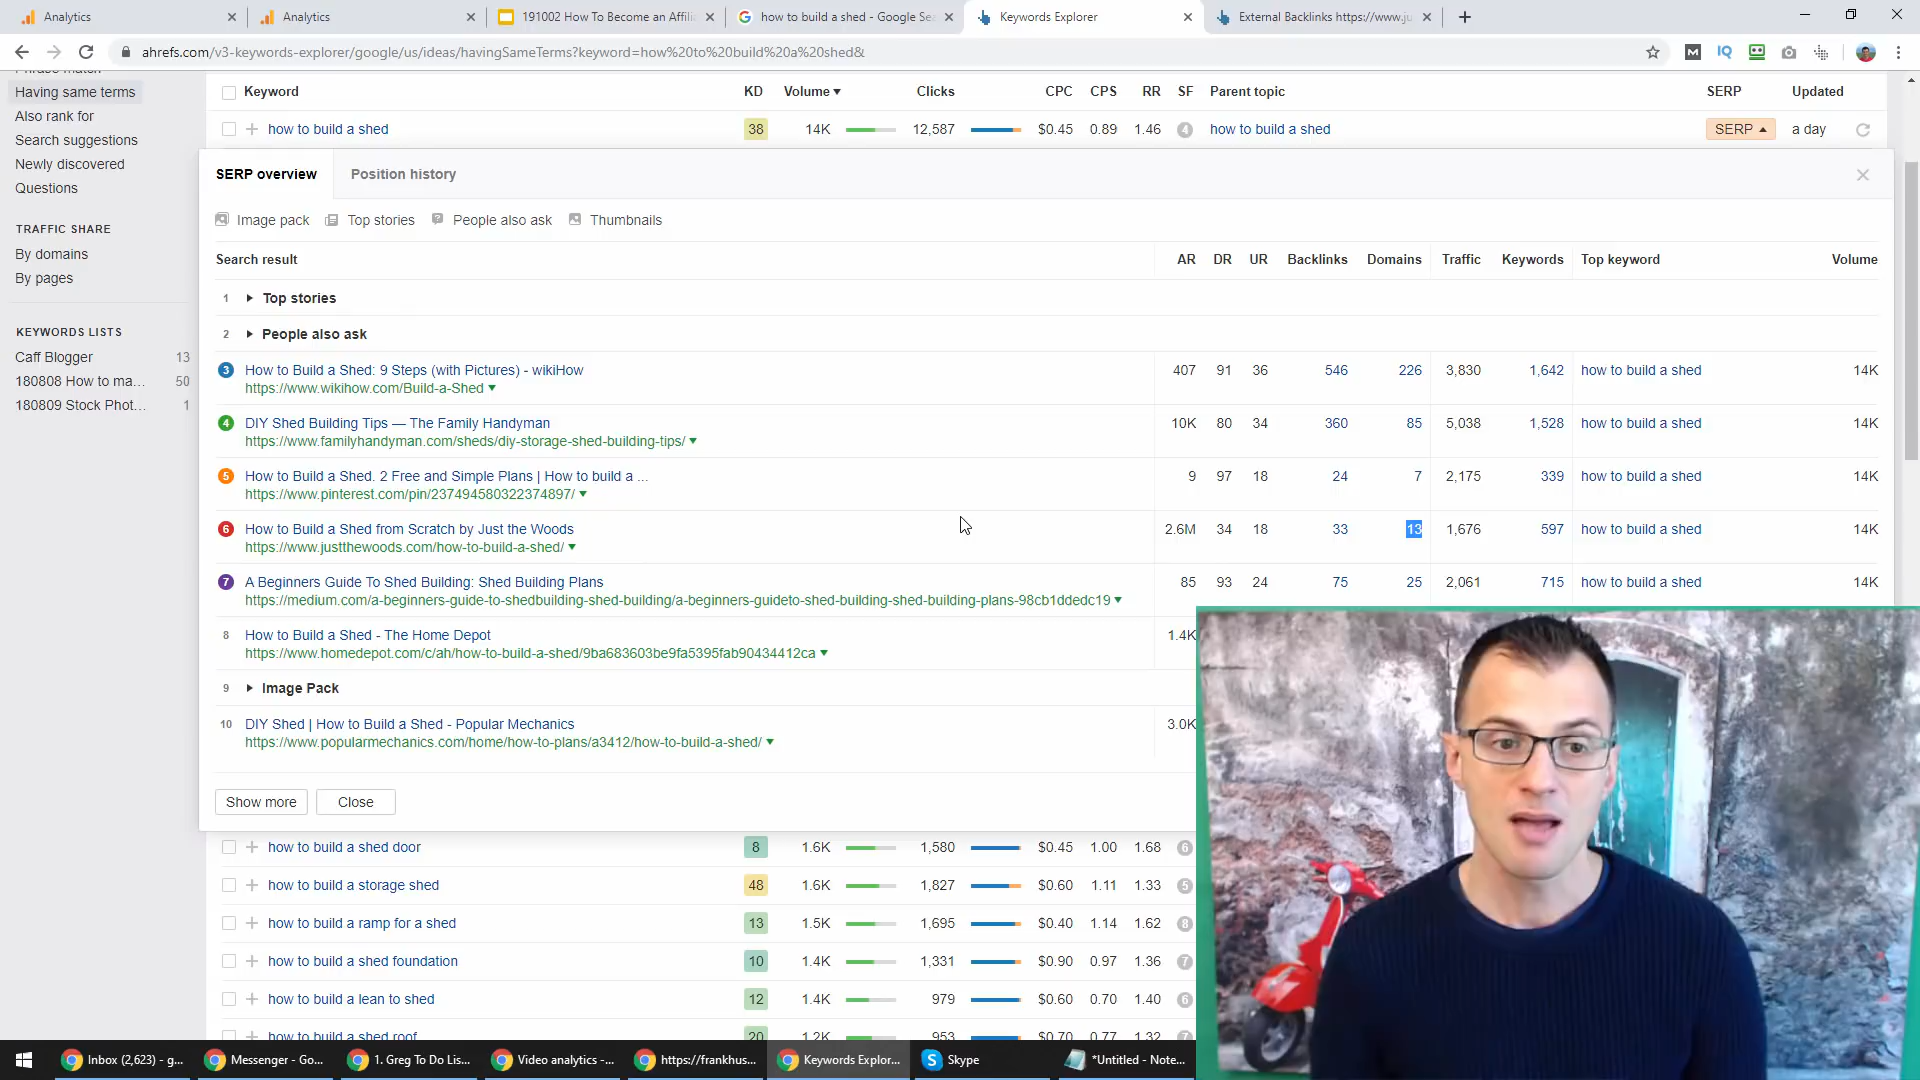 Analytics
Analytics
191002 How To Become an Affili
how to build a shed - Google Se
Keywords Explorer
External Backlinks https://www.ju
ahrefs.com/v3-keywords-explorer/google/us/ideas/havingSameTerms?keyword=how%20to%20build%20a%20shed&
Phrase match
Having same terms
Also rank for
Search suggestions
Newly discovered
Questions
TRAFFIC SHARE
By domains
By pages
KEYWORDS LISTS
Caff Blogger 13
180808 How to ma... 50
180809 Stock Phot... 1
Keyword KD Volume Clicks CPC CPS RR SF Parent topic SERP Updated
how to build a shed 38 14K 12,587 $0.45 0.89 1.46 4 how to build a shed SERP a day
SERP overview Position history
Image pack Top stories People also ask Thumbnails
Search result AR DR UR Backlinks Domains Traffic Keywords Top keyword Volume
1 Top stories
2 People also ask
3 How to Build a Shed: 9 Steps (with Pictures) - wikiHow 407 91 36 546 226 3,830 1,642 how to build a shed 14K
https://www.wikihow.com/Build-a-Shed
4 DIY Shed Building Tips — The Family Handyman 10K 80 34 360 85 5,038 1,528 how to build a shed 14K
https://www.familyhandyman.com/sheds/diy-storage-shed-building-tips/
5 How to Build a Shed. 2 Free and Simple Plans | How to build a ... 9 97 18 24 7 2,175 339 how to build a shed 14K
https://www.pinterest.com/pin/237494580322374897/
6 How to Build a Shed from Scratch by Just the Woods 2.6M 34 18 33 13 1,676 597 how to build a shed 14K
https://www.justthewoods.com/how-to-build-a-shed/
7 A Beginners Guide To Shed Building: Shed Building Plans 85 93 24 75 25 2,061 715 how to build a shed 14K
https://medium.com/a-beginners-guide-to-shedbuilding-shed-building/a-beginners-guideto-shed-building-shed-building-plans-98cb1ddedc19
8 How to Build a Shed - The Home Depot 1.4K
https://www.homedepot.com/c/ah/how-to-build-a-shed/9ba683603be9fa5395fab90434412ca
9 Image Pack
10 DIY Shed | How to Build a Shed - Popular Mechanics 3.0K
https://www.popularmechanics.com/home/how-to-plans/a3412/how-to-build-a-shed/
Show more Close
how to build a shed door 8 1.6K 1,580 $0.45 1.00 1.68 6
how to build a storage shed 48 1.6K 1,827 $0.60 1.11 1.33 5
how to build a ramp for a shed 13 1.5K 1,695 $0.40 1.14 1.62 8
how to build a shed foundation 10 1.4K 1,331 $0.90 0.97 1.36 7
how to build a lean to shed 12 1.4K 979 $0.60 0.70 1.40 6
how to build a shed roof 20 1.2K 953 $0.70 0.77 1.32 7
Inbox (2,623) - g...
Messenger - Go...
1. Greg To Do Lis...
Video analytics -...
https://frankhus...
Keywords Explor...
Skype
*Untitled - Note...